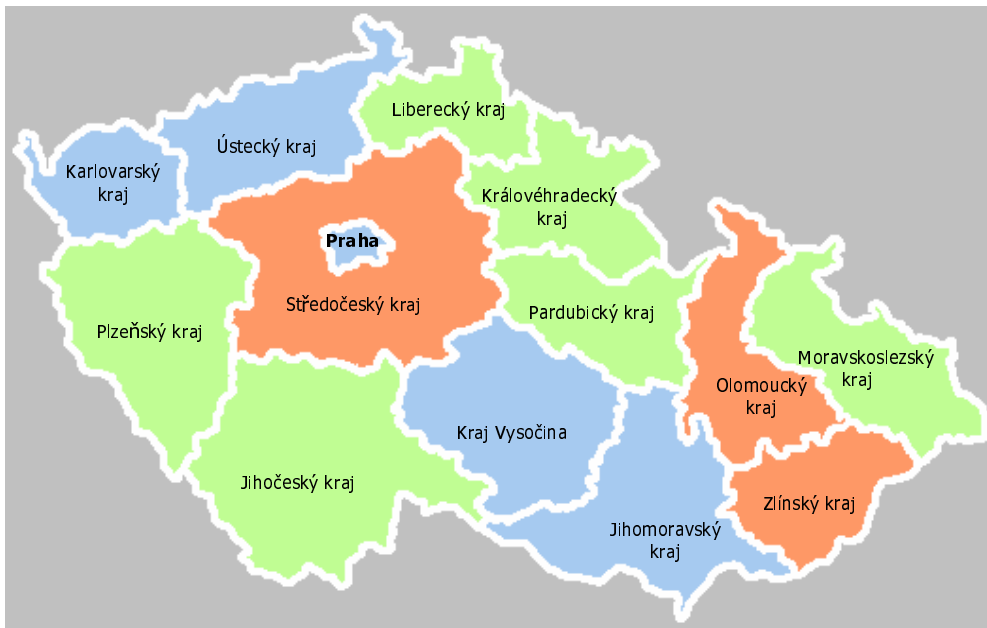 Liberecký kraj
Ústecký kraj
Karlovarský
kraj
Královéhradecký
kraj
Praha
Středočeský kraj
Pardubický kraj
Plzeňský kraj
Moravskoslezský
kraj
Olomoucký
kraj
Kraj Vysočina
Jihočeský kraj
Zlínský kraj
Jihomoravský
kraj